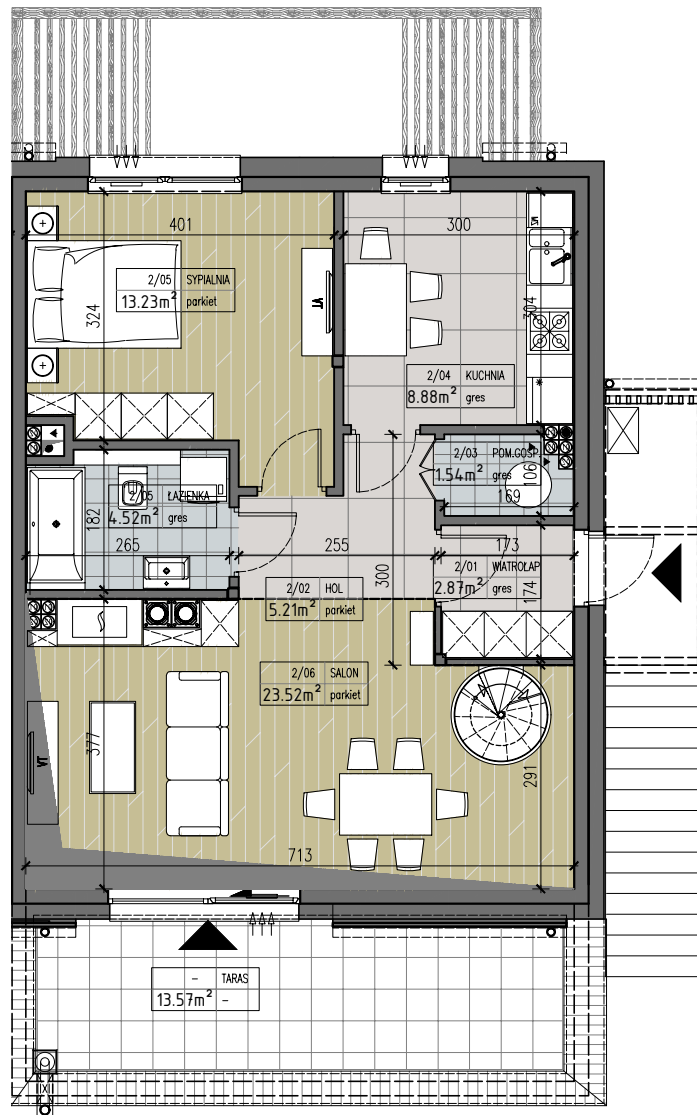 401
300
2/05 SYPIALNIA
13.23m² parkiet
324
TV
304
2/04 KUCHNIA
8.88m² gres
2/03 POM.GOSP.
1.54m² gres
106
169
2/05 ŁAZIENKA
4.52m² gres
182
265
255
173
2/01 WIATROŁAP
2.87m² gres
174
300
2/02 HOL
5.21m² parkiet
2/06 SALON
23.52m² parkiet
377
TV
291
713
- TARAS
13.57m² -